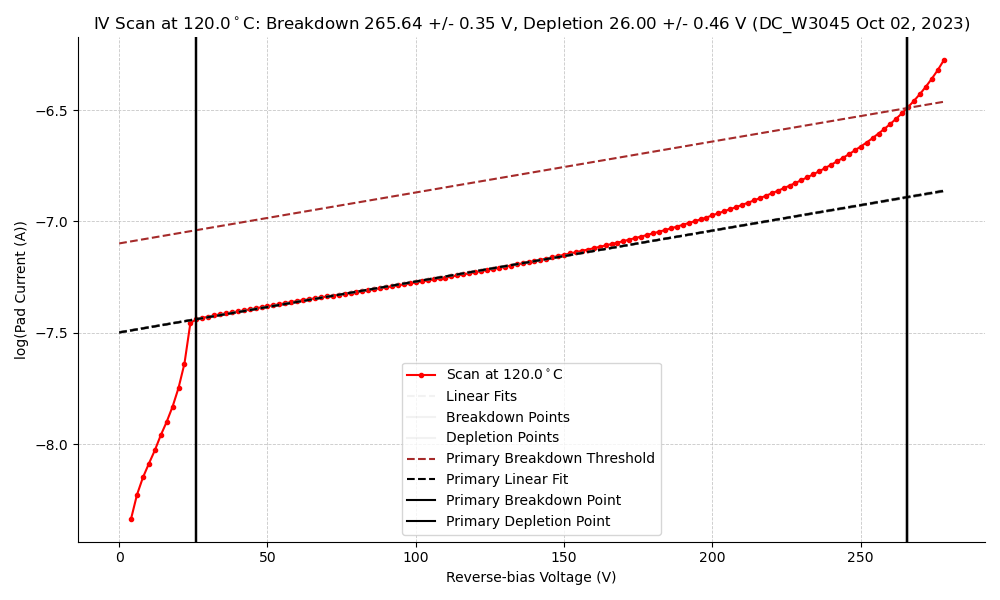 IV Scan at 120.0°C: Breakdown 265.64 +/- 0.35 V, Depletion 26.00 +/- 0.46 V (DC_W3045 Oct 02, 2023)
log(Pad Current (A))
−6.5
−7.0
−7.5
−8.0
Scan at 120.0°C
Linear Fits
Breakdown Points
Depletion Points
Primary Breakdown Threshold
Primary Linear Fit
Primary Breakdown Point
Primary Depletion Point
0 50 100 150 200 250
Reverse-bias Voltage (V)